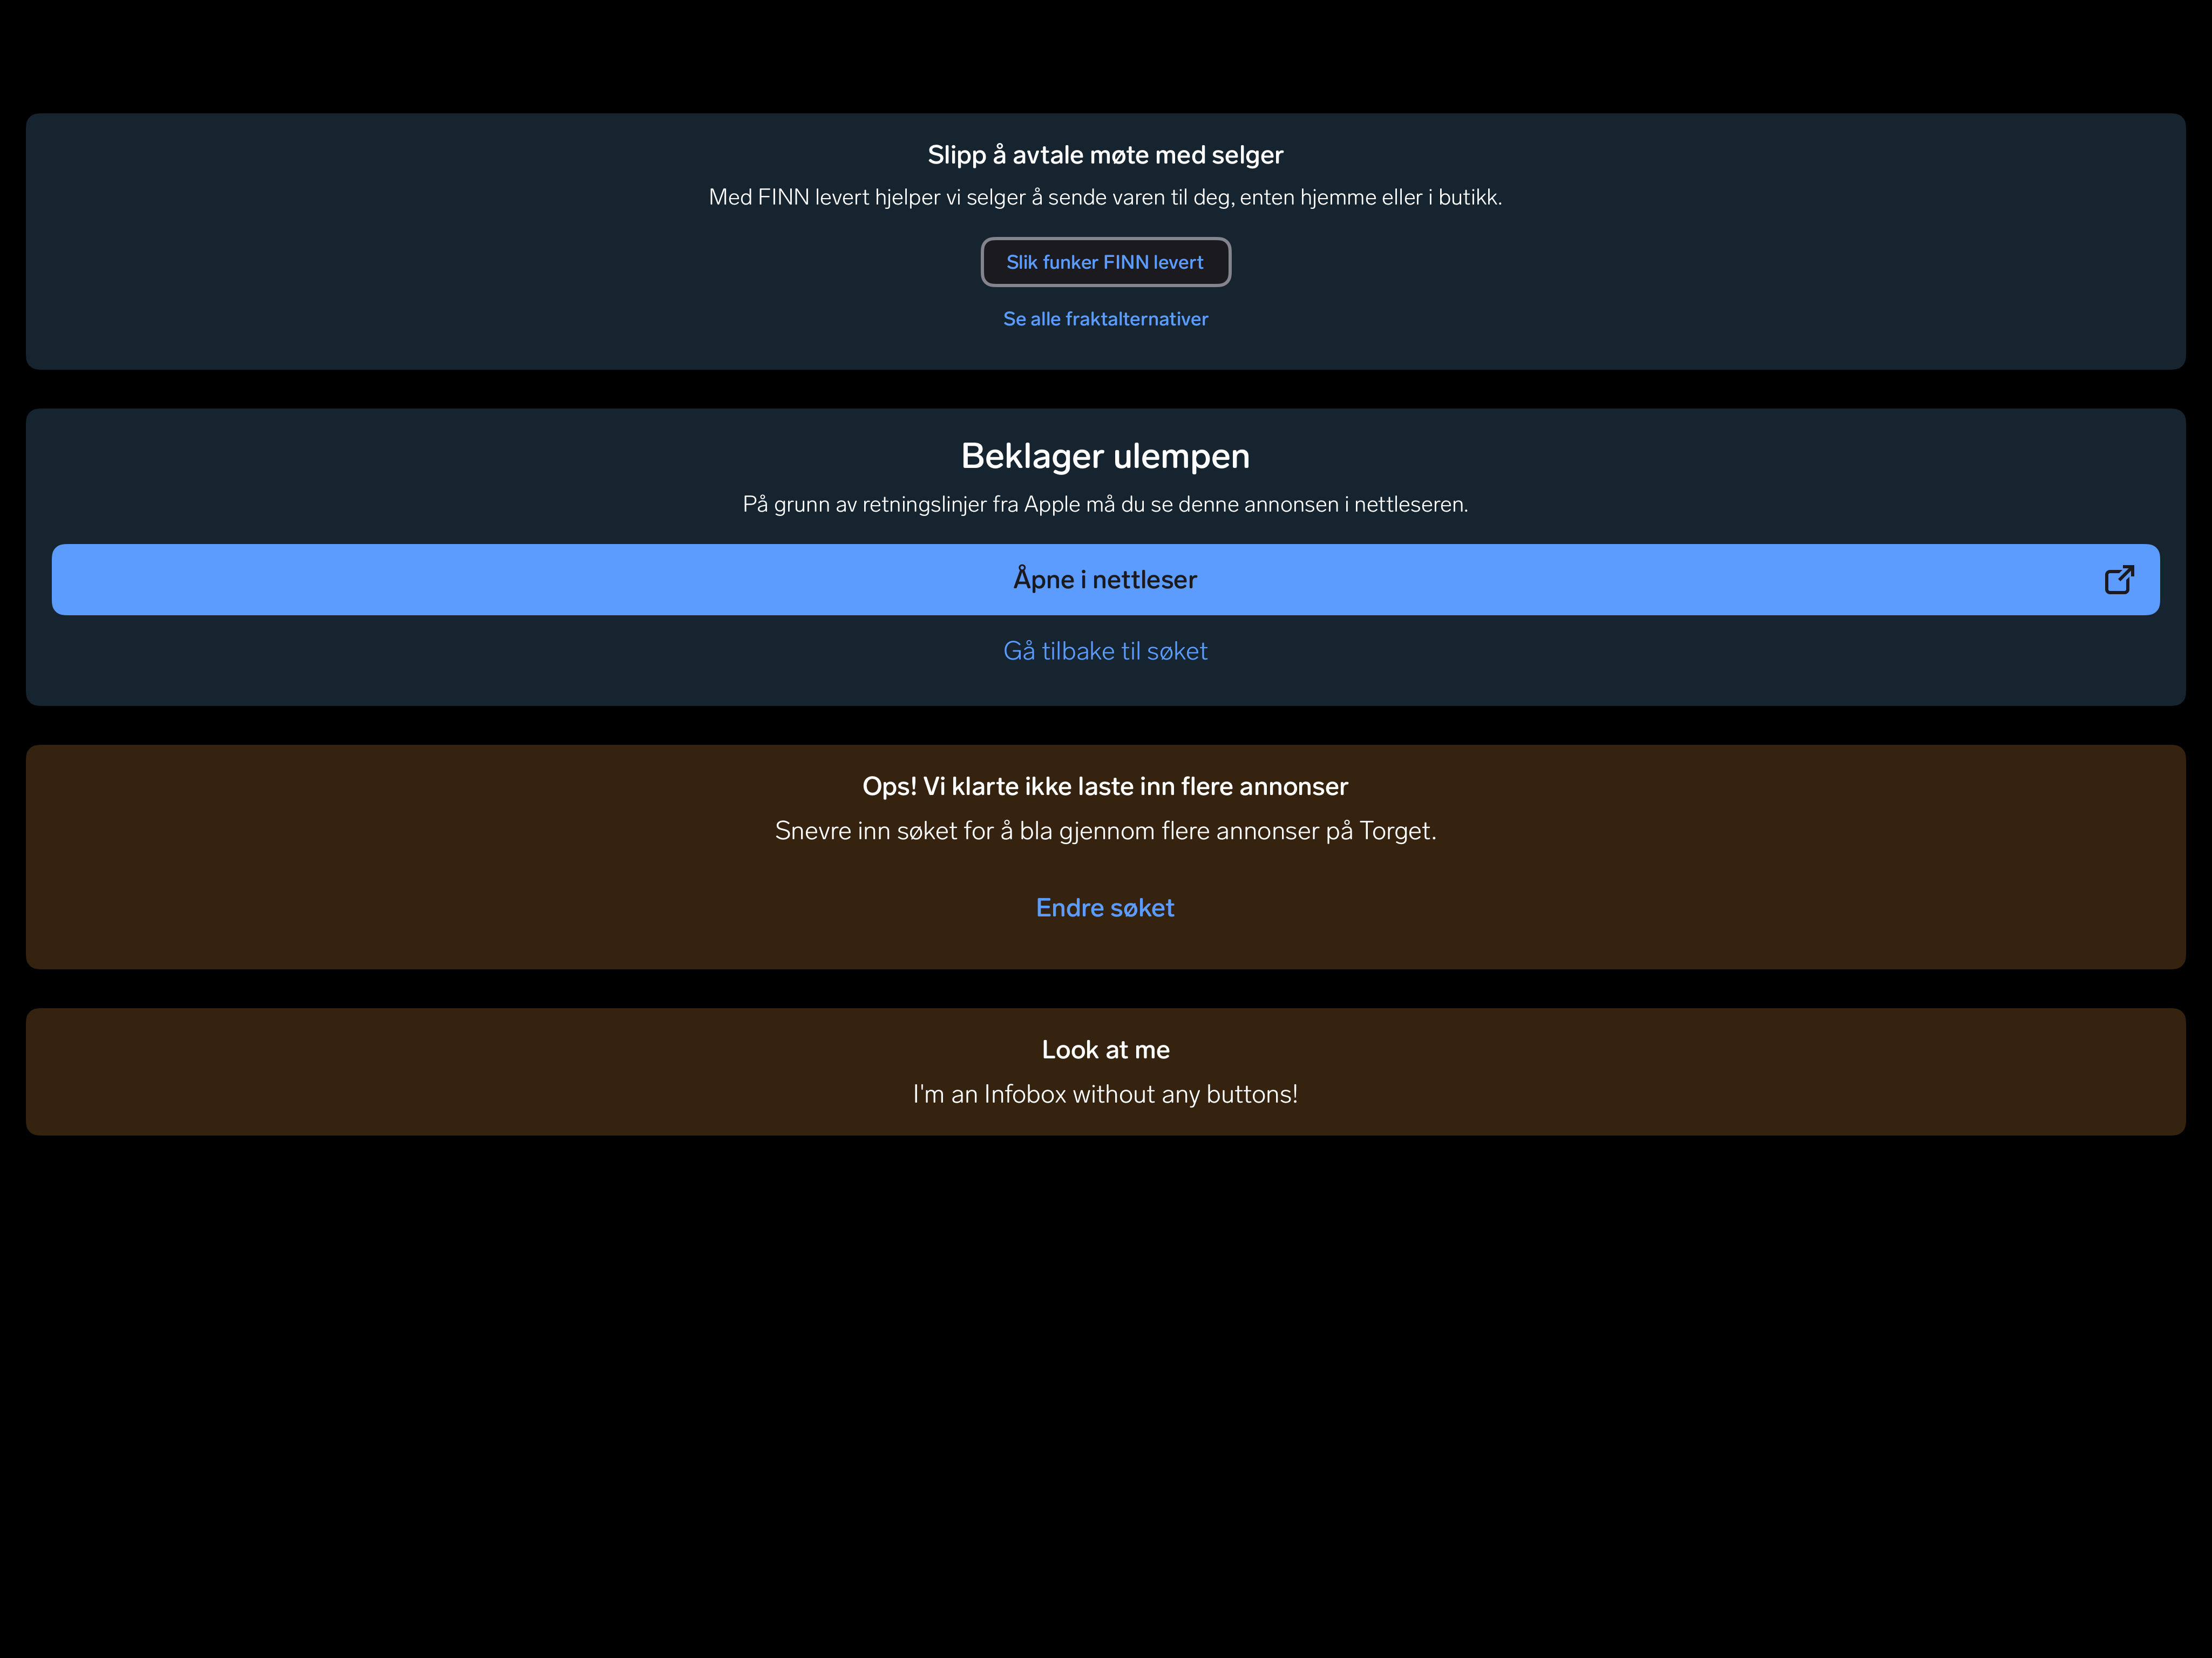 Slipp å avtale møte med selger
Med FINN levert hjelper vi selger å sende varen til deg, enten hjemme eller i butikk.
Slik funker FINN levert
Se alle fraktalternativer
Beklager ulempen
På grunn av retningslinjer fra Apple må du se denne annonsen i nettleseren.
Åpne i nettleser
Gå tilbake til søket
Ops! Vi klarte ikke laste inn flere annonser
Snevre inn søket for å bla gjennom flere annonser på Torget.
Endre søket
Look at me
I'm an Infobox without any buttons!